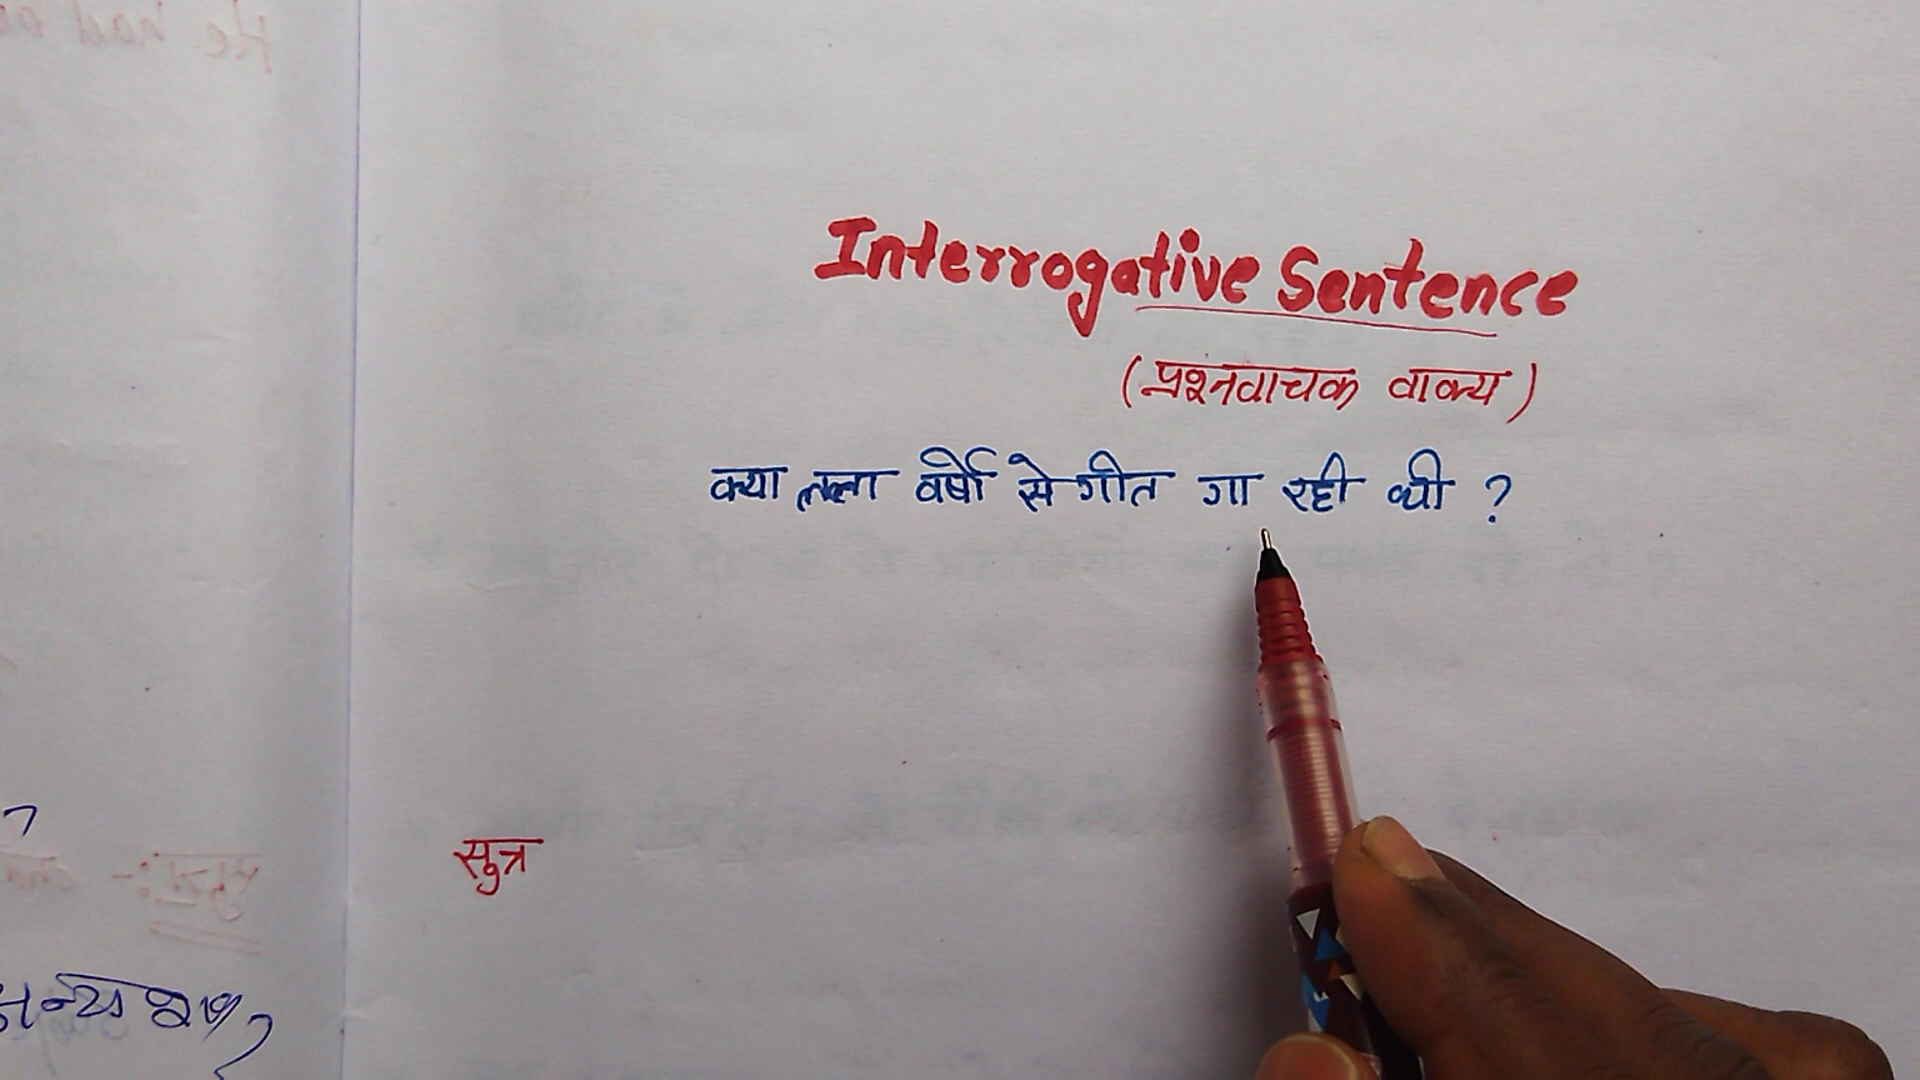 Interrogative Sentence
(प्रश्नवाचक वाक्य)
क्या लता वर्षो से गीत गा रही थी ?
सुत्र